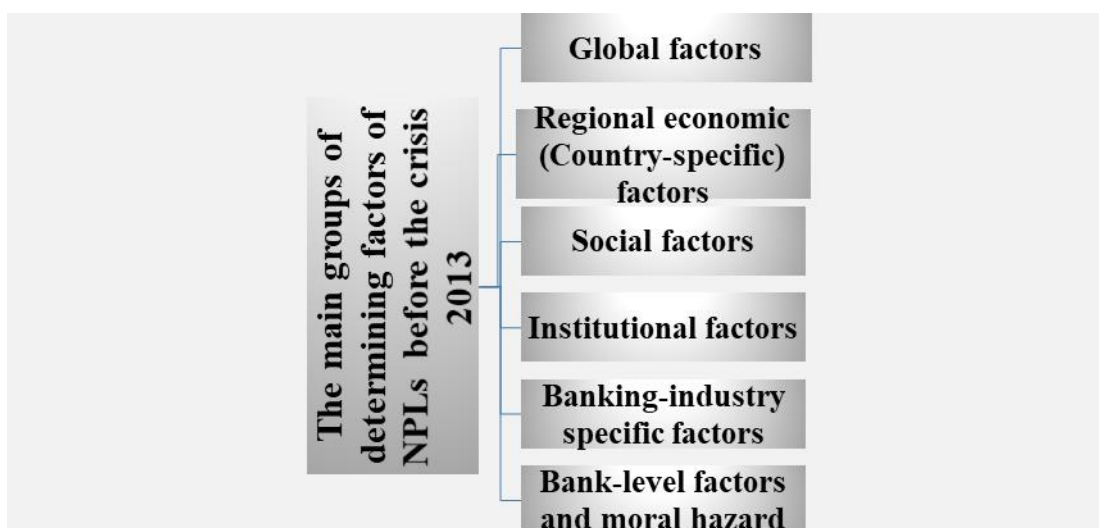 The main groups of
determining factors of
NPLs before the crisis
2013
Global factors
Regional economic
(Country-specific)
factors
Social factors
Institutional factors
Banking-industry
specific factors
Bank-level factors
and moral hazard